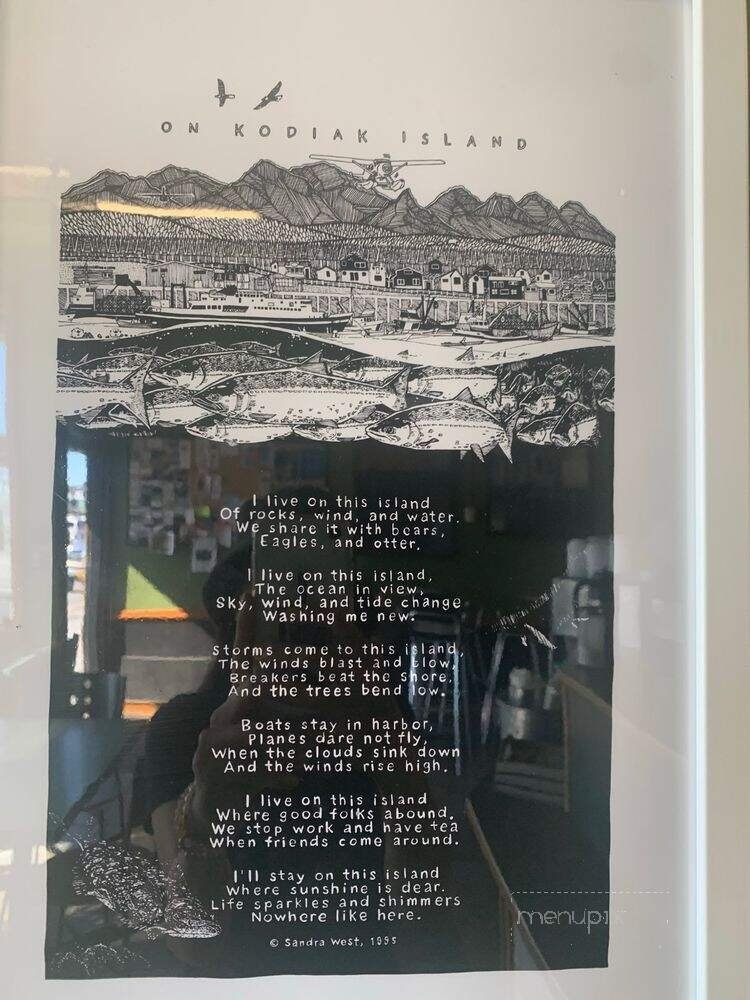 ON KODIAK ISLAND
I live on this island
Of rocks, wind, and water.
We share it with bears,
Eagles, and otter.
I live on this island,
The ocean in view,
Sky, wind, and tide change
Washing me new.
Storms come to this island,
The winds blast and blow,
Breakers beat the shore,
And the trees bend low.
Boats stay in harbor,
Planes dare not fly,
When the clouds sink down
And the winds rise high.
I live on this island
Where good folks abound.
We stop work and have tea
When friends come around.
I'll stay on this island
Where sunshine is dear.
Life sparkles and shimmers
Nowhere like here.
© Sandra West, 1995
menupix